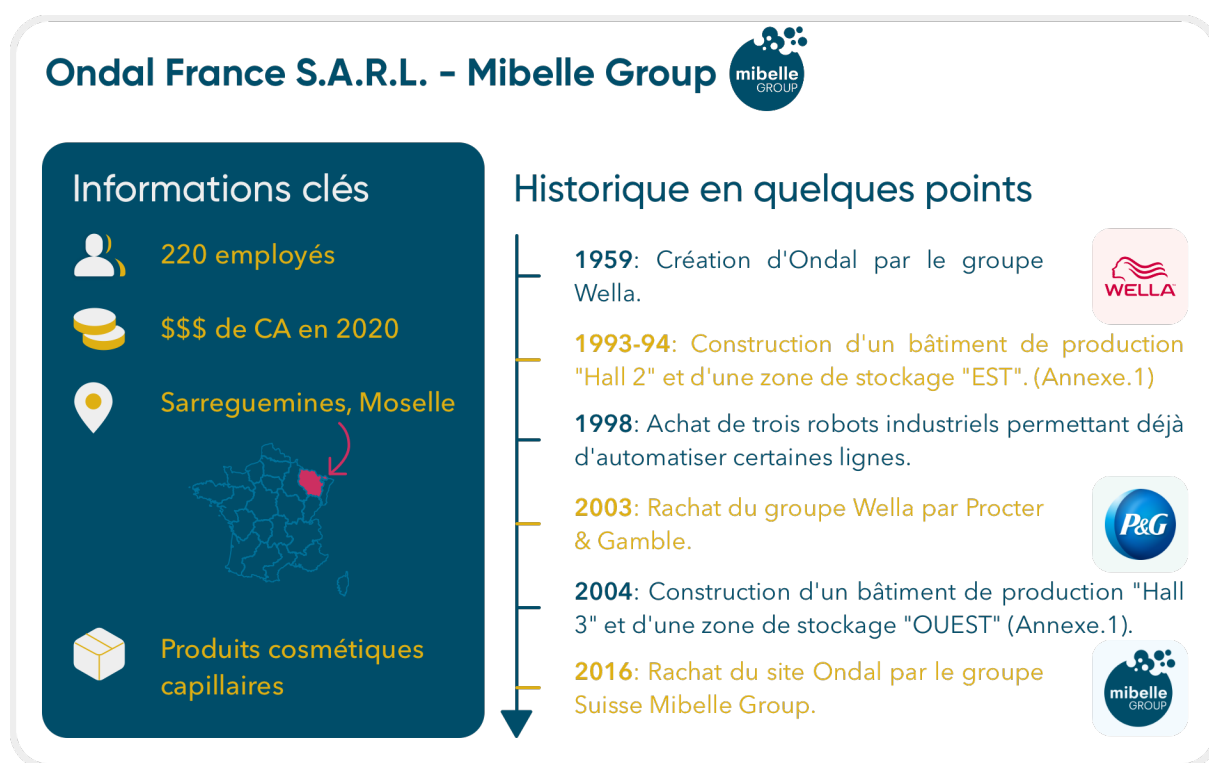 Ondal France S.A.R.L. - Mibelle Group
mibelle
GROUP
Informations clés
220 employés
$$$ de CA en 2020
Sarreguemines, Moselle
Produits cosmétiques
capillaires
Historique en quelques points
1959: Création d'Ondal par le groupe
Wella.
WELLA
1993-94: Construction d'un bâtiment de production
"Hall 2" et d'une zone de stockage "EST". (Annexe.1)
1998: Achat de trois robots industriels permettant déjà
d'automatiser certaines lignes.
2003: Rachat du groupe Wella par Procter
& Gamble.
P&G
2004: Construction d'un bâtiment de production "Hall
3" et d'une zone de stockage "OUEST" (Annexe.1).
2016: Rachat du site Ondal par le groupe
Suisse Mibelle Group.
mibelle
GROUP